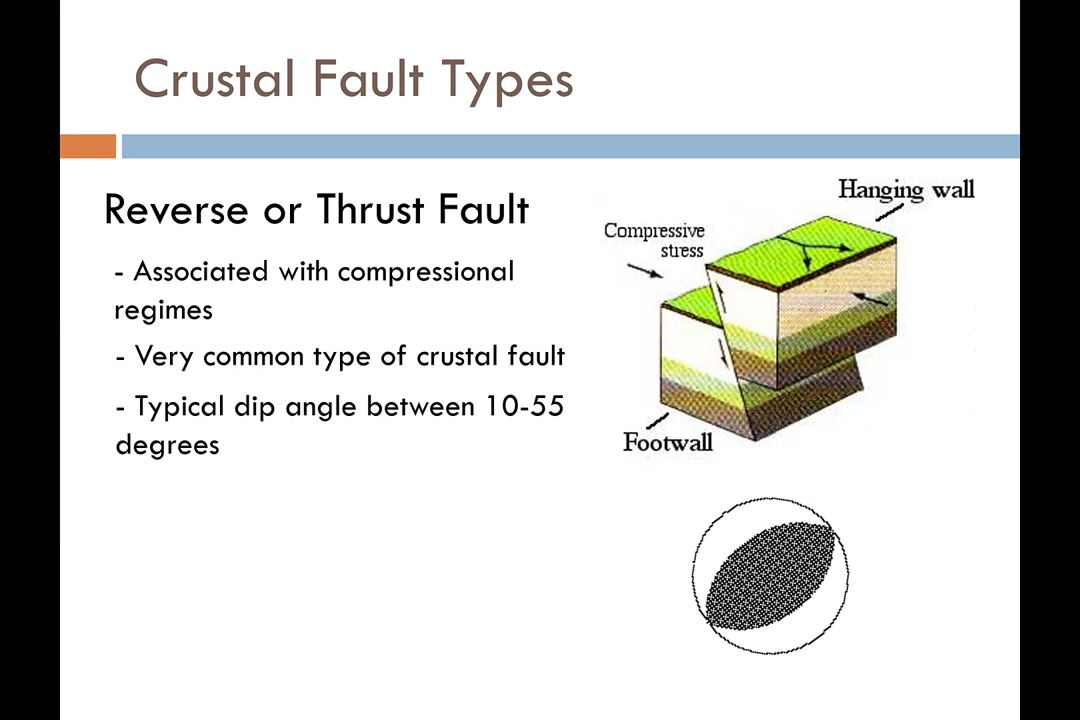 Crustal Fault Types
Reverse or Thrust Fault
- Associated with compressional
regimes
- Very common type of crustal fault
- Typical dip angle between 10-55
degrees
Hanging wall
Compressive
stress
Footwall